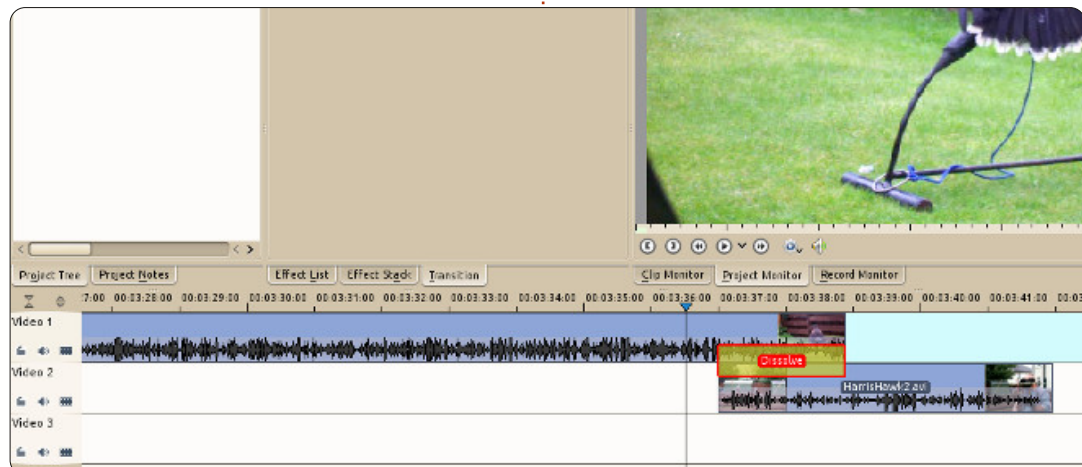 Project Tree Project Notes Effect List Effect Stack Transition Clip Monitor Project Monitor Record Monitor
7:00 00:03:28:00 00:03:29:00 00:03:30:00 00:03:31:00 00:03:32:00 00:03:33:00 00:03:34:00 00:03:35:00 00:03:36:00 00:03:37:00 00:03:38:00 00:03:39:00 00:03:40:00 00:03:41:00 00:03
Video 1
Dissolve
Video 2
HarrisHawk2.avi
Video 3